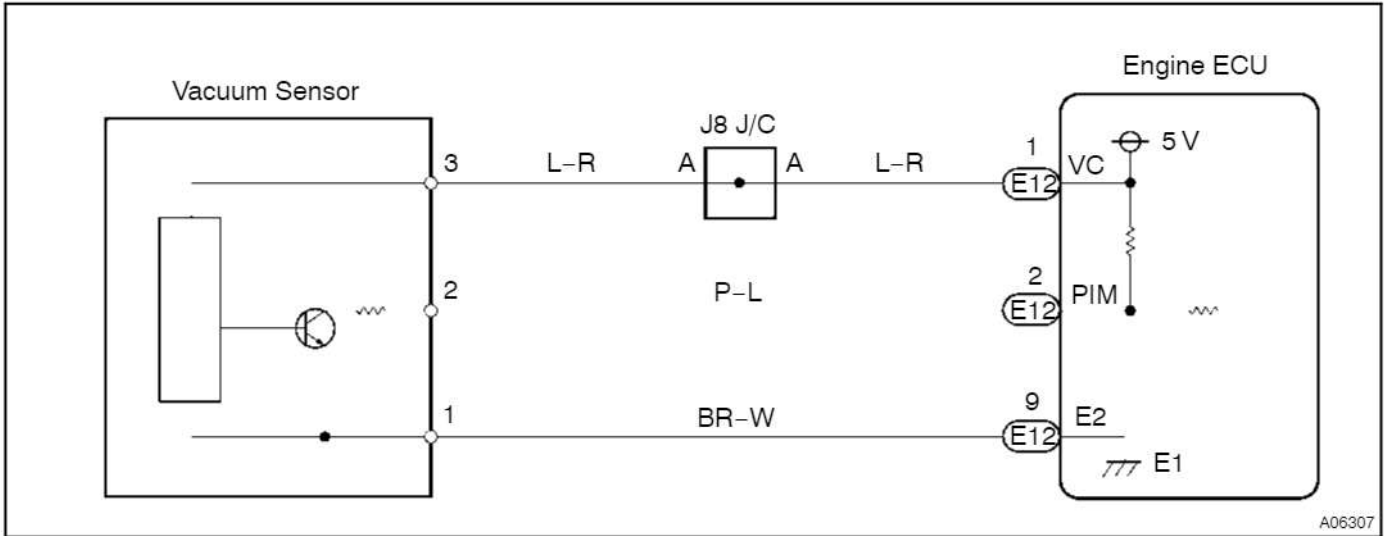 Engine ECU
Vacuum Sensor
J8 J/C
5 V
3 L−R A A L−R 1 VC
E12
2 P−L 2 PIM
E12
1 BR−W 9 E2
E12
E1
A06307